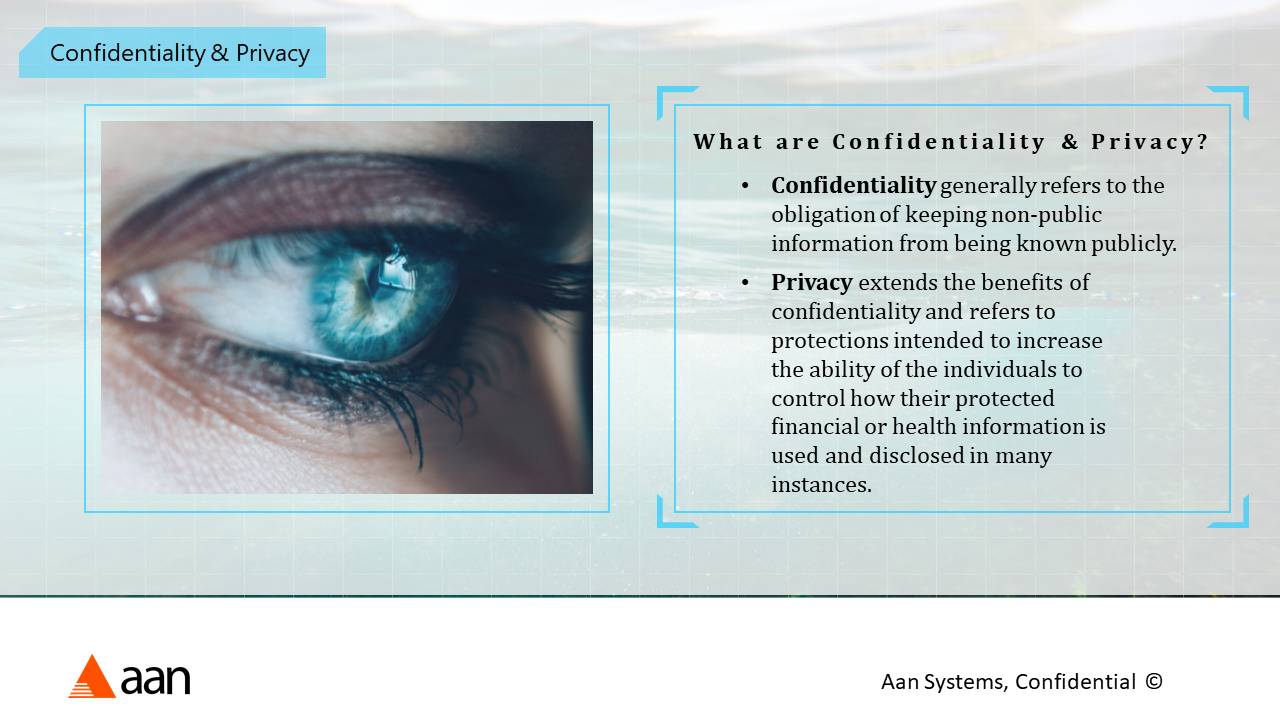 Confidentiality & Privacy
What are Confidentiality & Privacy?
• Confidentiality generally refers to the
obligation of keeping non-public
information from being known publicly.
• Privacy extends the benefits of
confidentiality and refers to
protections intended to increase
the ability of the individuals to
control how their protected
financial or health information is
used and disclosed in many
instances.
aan
Aan Systems, Confidential ©